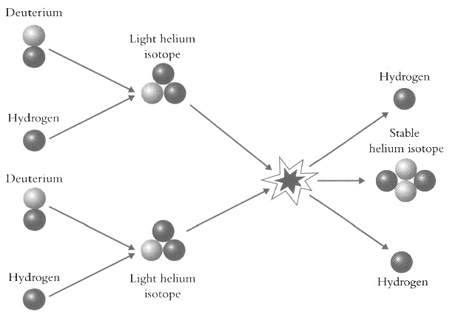 Deuterium
Light helium
isotope
Hydrogen
Hydrogen
Stable
helium isotope
Deuterium
Hydrogen
Light helium
isotope
Hydrogen